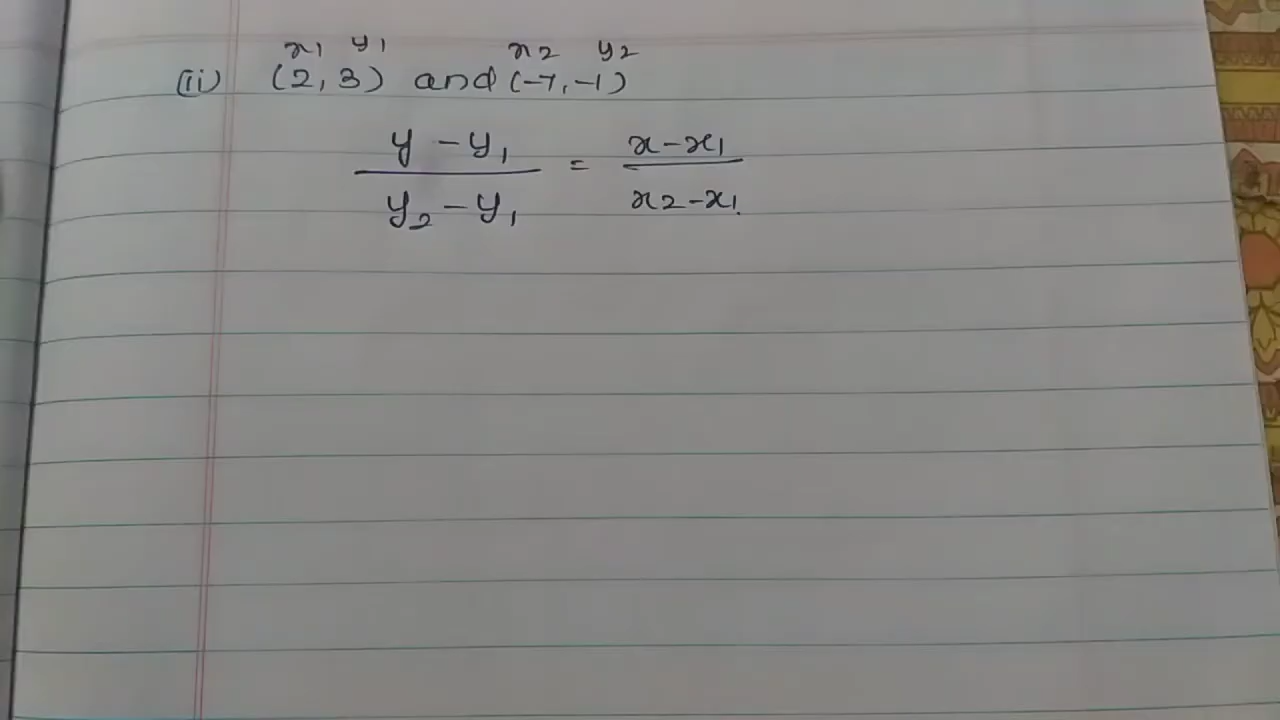 x1 y1 x2 y2
(ii) (2, 3) and (-7, -1)
y - y1 / y2 - y1 = x - x1 / x2 - x1